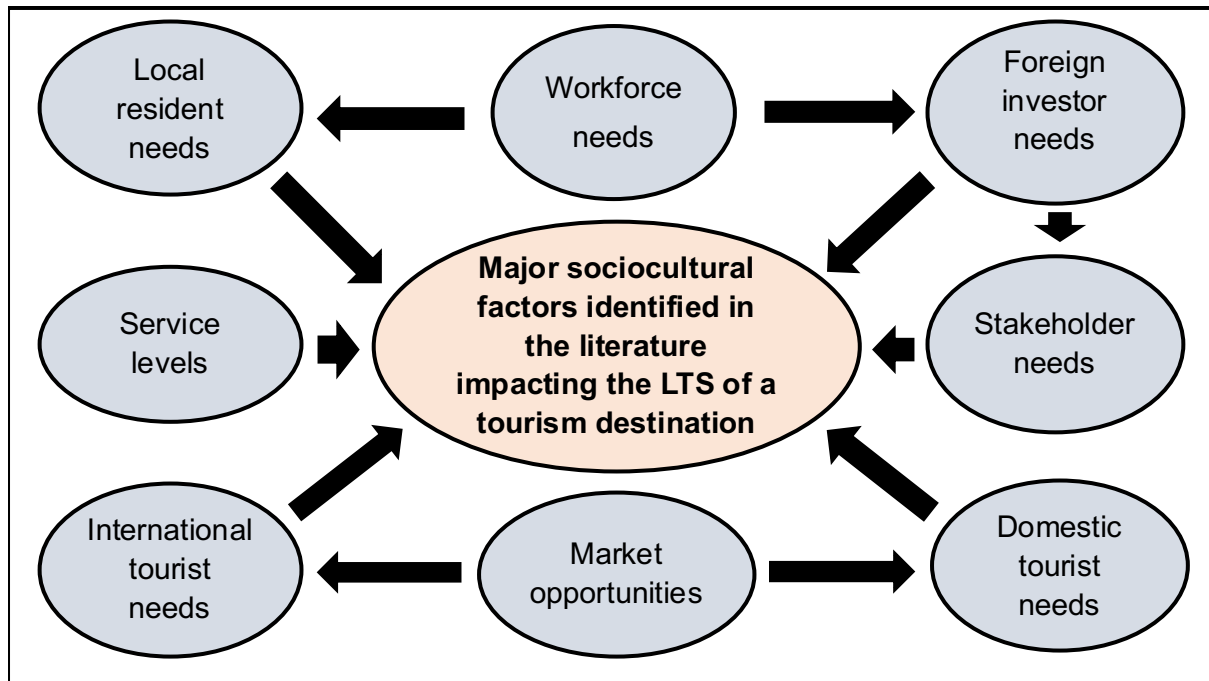 Local
resident
needs
Workforce
needs
Foreign
investor
needs
Service
levels
Major sociocultural
factors identified in
the literature
impacting the LTS of a
tourism destination
Stakeholder
needs
International
tourist
needs
Market
opportunities
Domestic
tourist
needs